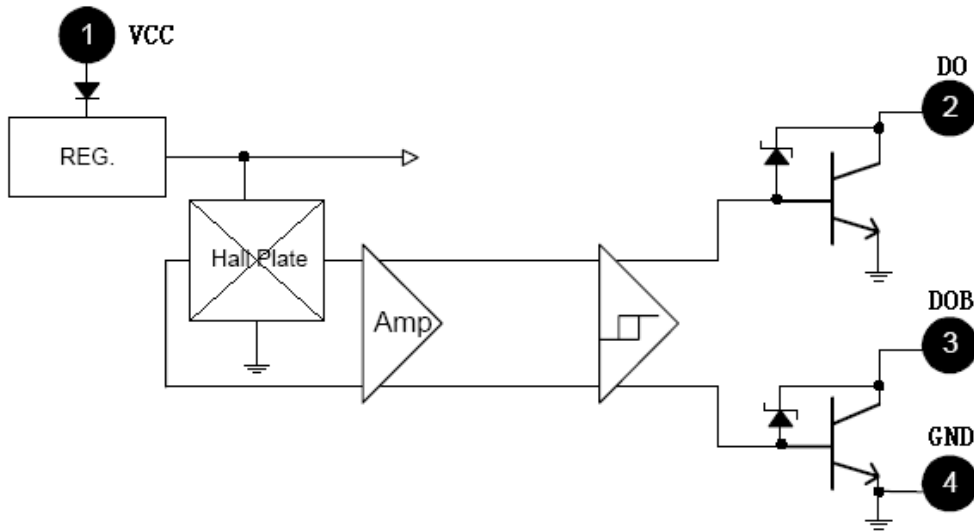 1 VCC
DO
2
REG.
Hall Plate
Amp
DOB
3
GND
4